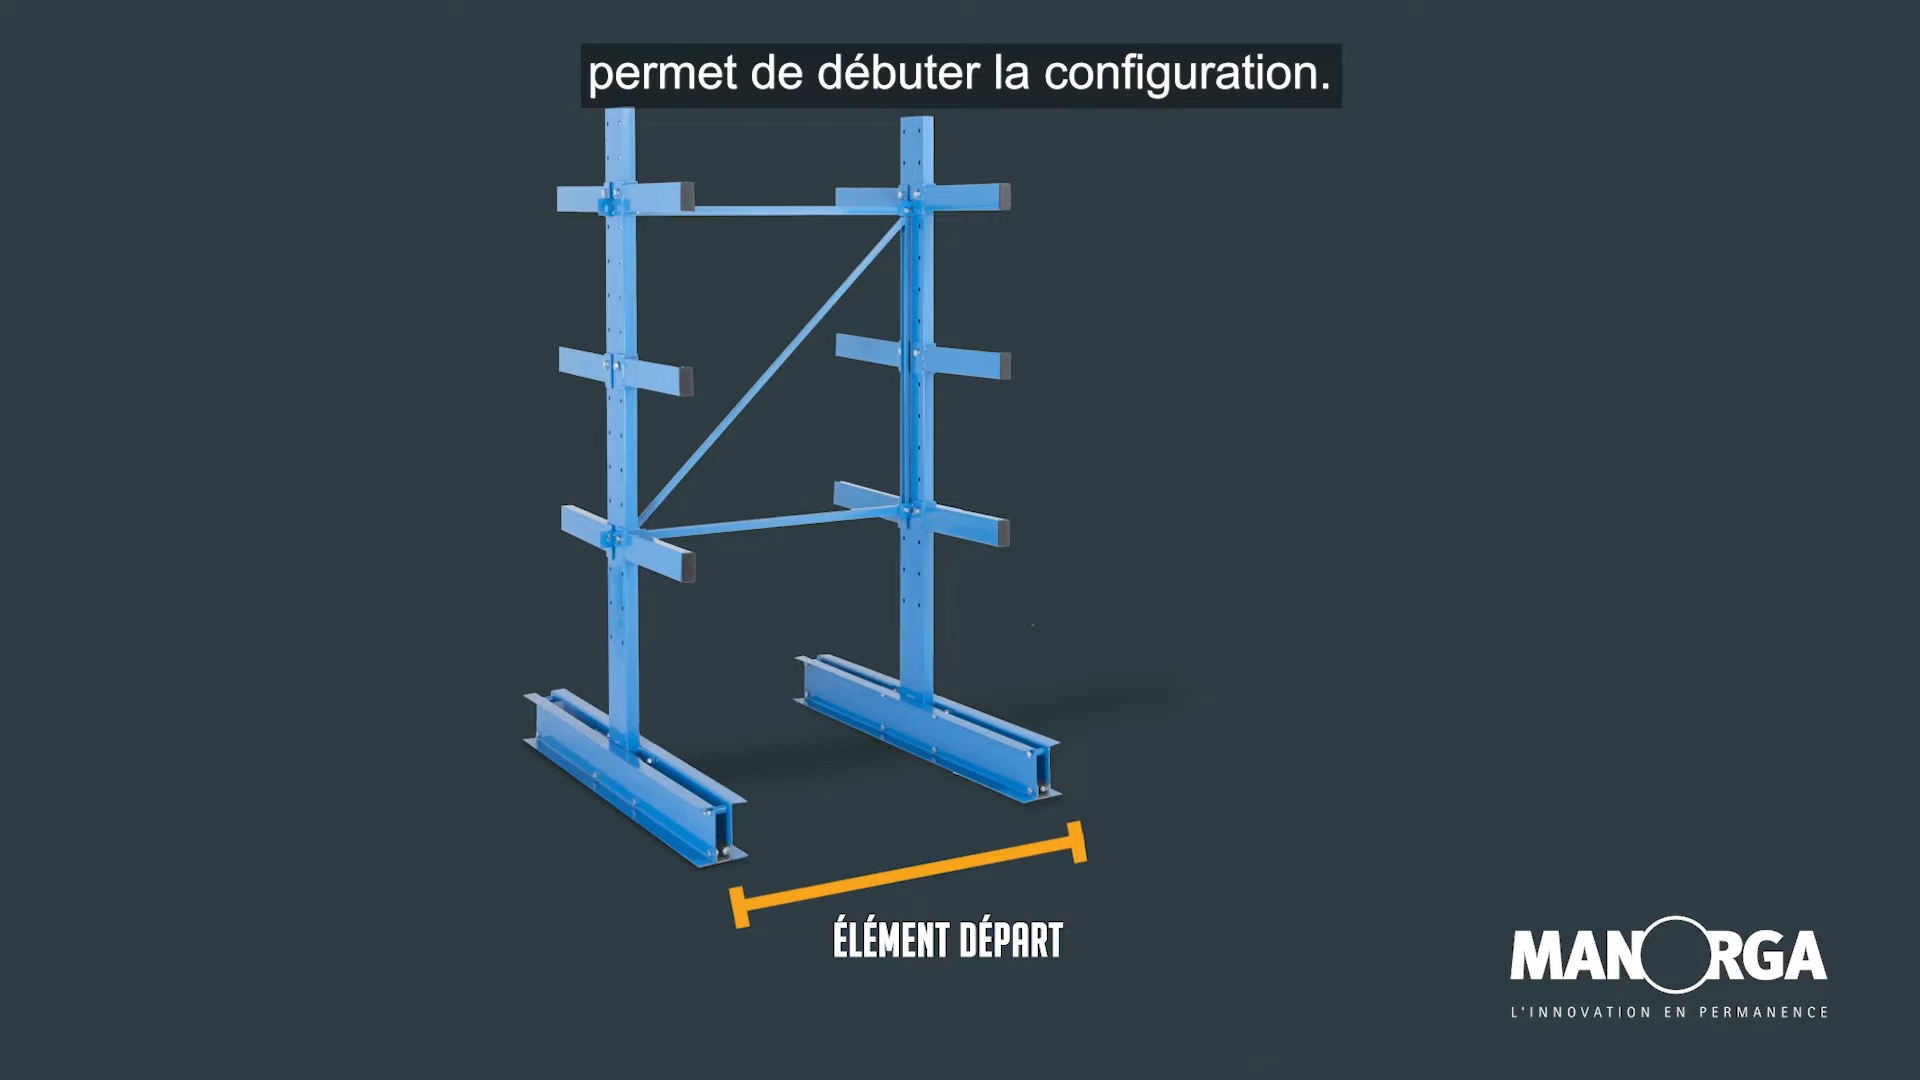 permet de débuter la configuration.
ÉLÉMENT DÉPART
MANORGA
L'INNOVATION EN PERMANENCE